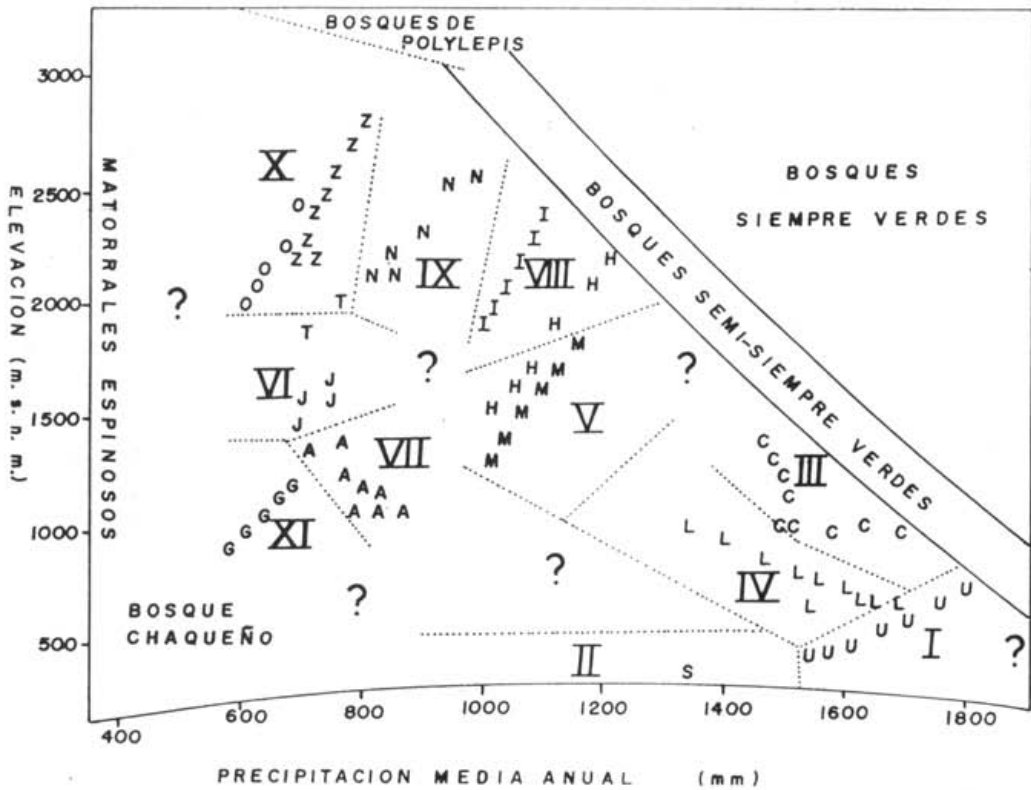 BOSQUES DE
POLYLEPIS
3000
2500
2000
1500
1000
500
ELEVACION (m. s. n. m.)
MATORRALES ESPINOSOS
BOSQUES
SIEMPRE VERDES
BOSQUES SEMI-SIEMPRE VERDES
X
Z
Z
Z
Z
Z
Z
Z
Z
O
O
O
O
O
N
N
N
N
N
N
IX
I
I
I
I
I
I
VIII
H
H
H
H
H
H
?
T
T
?
?
VI
J
J
J
J
M
M
M
M
M
M
V
VII
A
A
A
A
A
A
A
A
G
G
G
G
G
XI
C
C
C
C
C
C
C
C
C
III
L
L
L
L
L
L
L
L
L
L
IV
U
U
U
U
U
U
U
I
?
?
?
BOSQUE
CHAQUEÑO
II
S
400
600
800
1000
1200
1400
1600
1800
PRECIPITACION MEDIA ANUAL (mm)